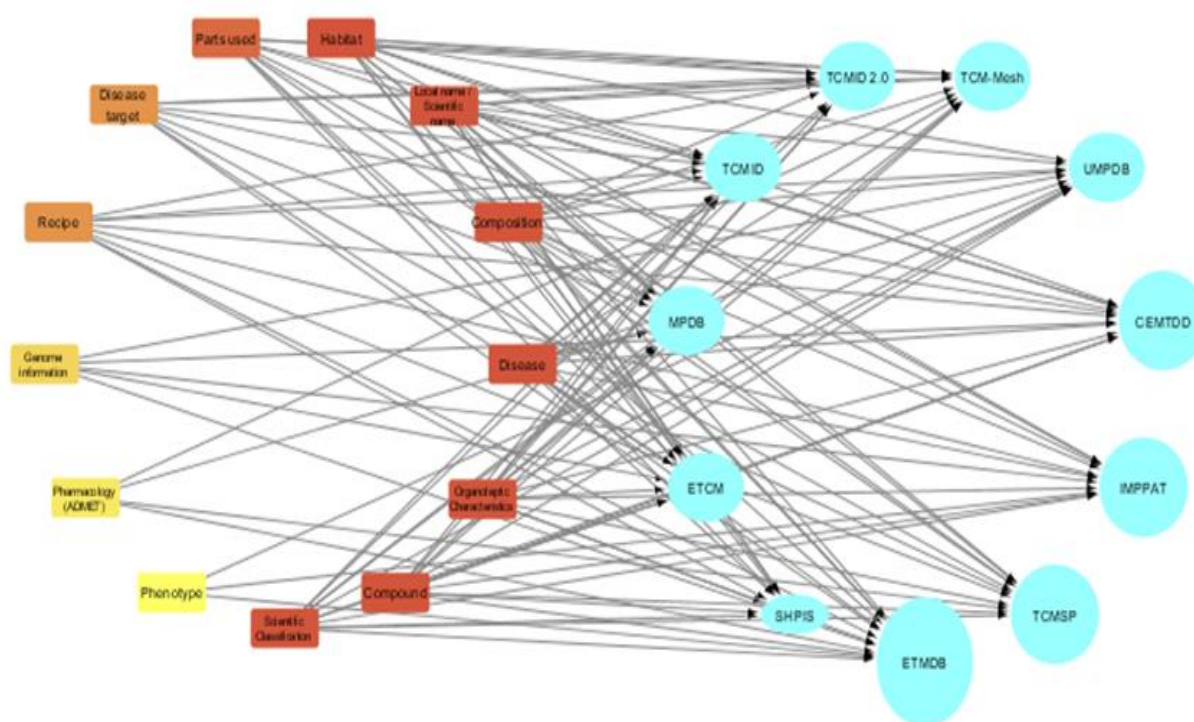 Parts used
Habitat
Disease
target
Local name /
Scientific
name
TCMID 2.0
TCM-Mesh
TCMID
UMPDB
Recipe
Composition
MPDB
CEMTDD
Genome
information
Disease
Pharmacology
(ADMET)
Organoleptic
Characteristics
ETCM
IMPPAT
Phenotype
Compound
Scientific
Classification
SHPIS
TCMSP
ETMDB